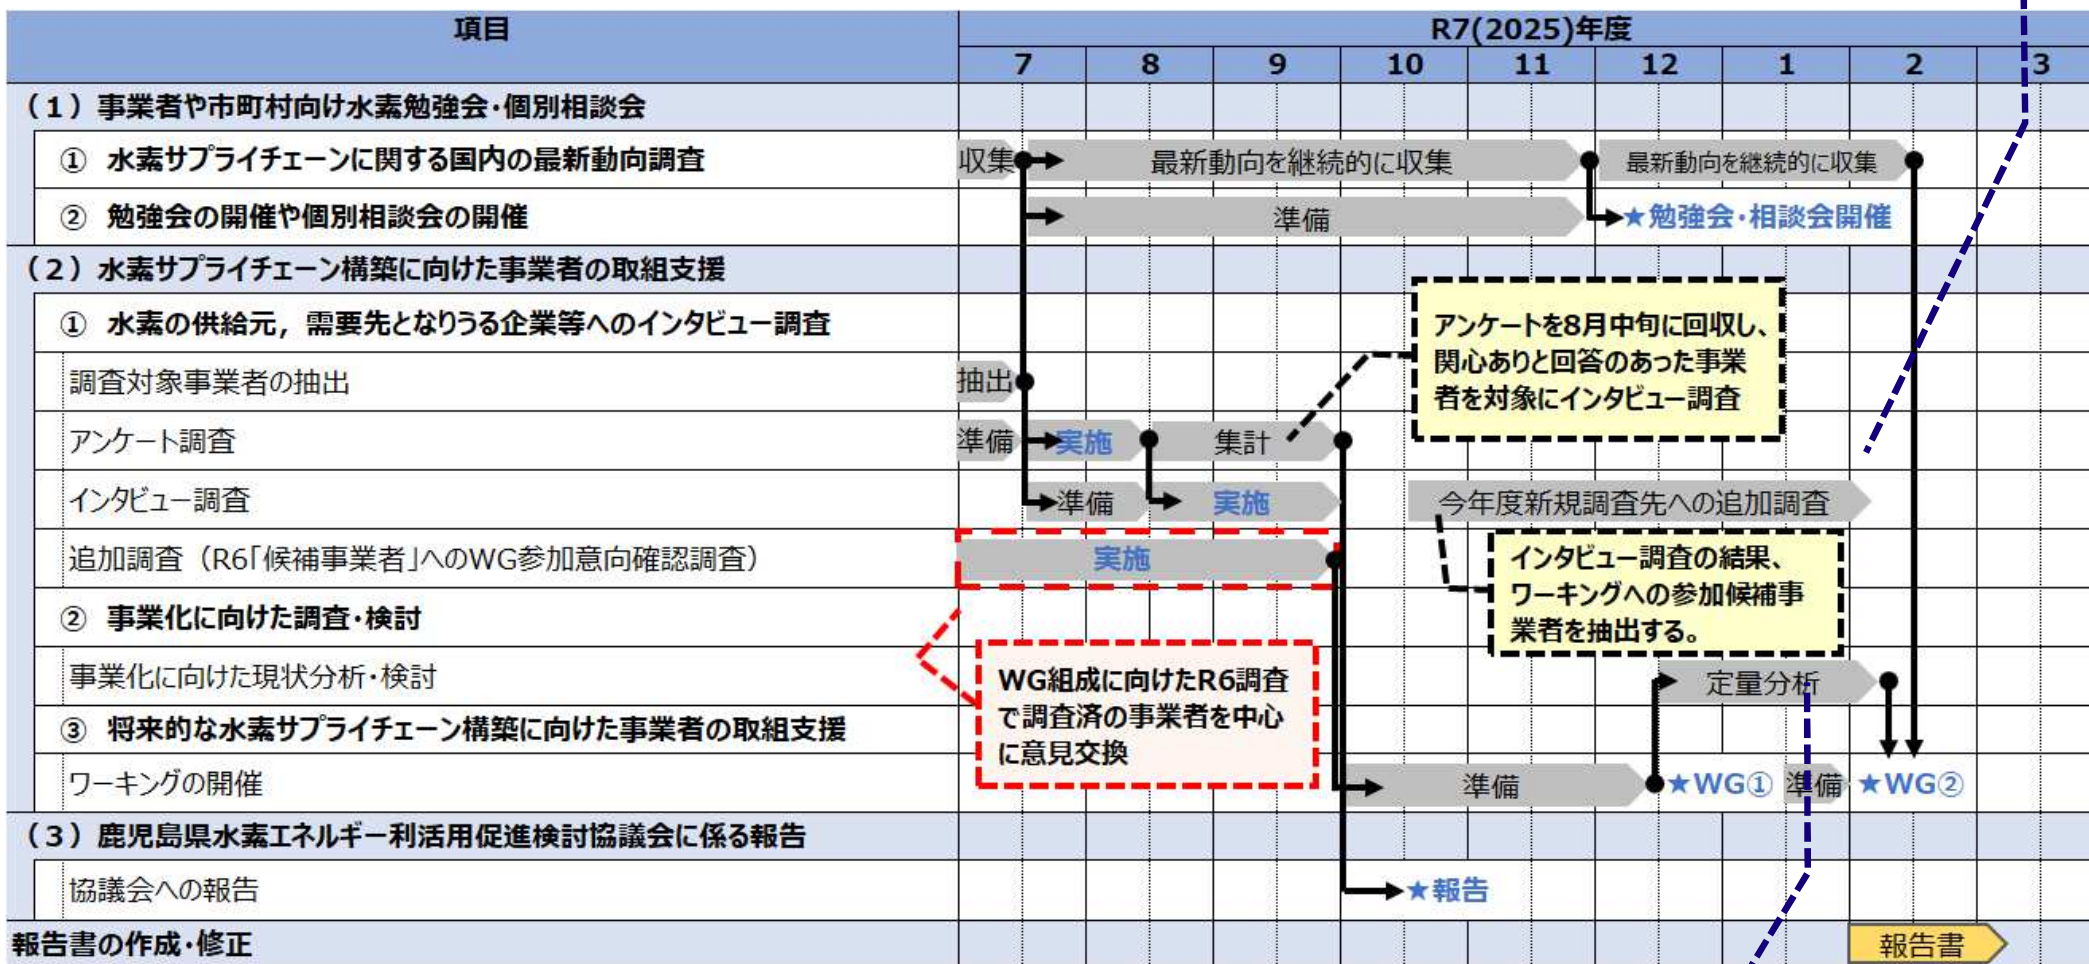 項目
R7(2025)年度
7 8 9 10 11 12 1 2 3
（1）事業者や市町村向け水素勉強会・個別相談会
① 水素サプライチェーンに関する国内の最新動向調査
収集 最新動向を継続的に収集 最新動向を継続的に収集
② 勉強会の開催や個別相談会の開催
準備 ★勉強会・相談会開催
（2）水素サプライチェーン構築に向けた事業者の取組支援
① 水素の供給元，需要先となりうる企業等へのインタビュー調査
アンケートを8月中旬に回収し、
関心ありと回答のあった事業
者を対象にインタビュー調査
調査対象事業者の抽出
抽出
アンケート調査
準備 実施 集計
インタビュー調査
準備 実施 今年度新規調査先への追加調査
追加調査（R6「候補事業者」へのWG参加意向確認調査）
実施
インタビュー調査の結果、
ワーキングへの参加候補事
業者を抽出する。
② 事業化に向けた調査・検討
WG組成に向けたR6調査
で調査済の事業者を中心
に意見交換
事業化に向けた現状分析・検討
定量分析
③ 将来的な水素サプライチェーン構築に向けた事業者の取組支援
ワーキングの開催
準備 ★WG① 準備 ★WG②
（3）鹿児島県水素エネルギー利活用促進検討協議会に係る報告
協議会への報告
★報告
報告書の作成・修正
報告書